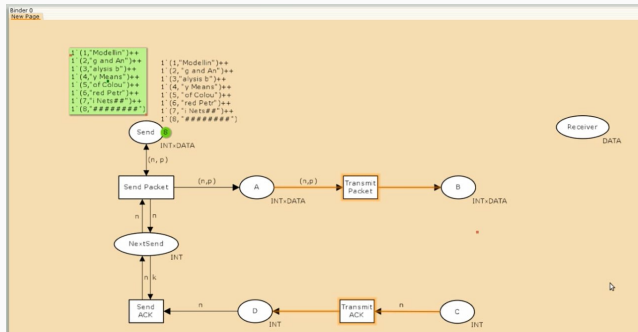 Binder 0
New Page
1`(1,"Modellin")++
1`(2,"g and An")++
1`(3,"alysis b")++
1`(4,"y Means")++
1`(5,"of Colou")++
1`(6,"red Petr")++
1`(7,"i Nets##")++
1`(8,"########")
1`(1,"Modellin")++
1`(2, "g and An")++
1`(3,"alysis b")++
1`(4, "y Means")++
1`(5, "of Colou")++
1`(6, "red Petr")++
1`(7, "i Nets##")++
1`(8, "########")
Send
8
INT×DATA
Receiver
DATA
(n, p)
Send Packet
(n,p)
A
INT×DATA
(n,p)
Transmit
Packet
B
INT×DATA
n
n
NextSend
INT
n
k
Send
ACK
n
D
INT
Transmit
ACK
n
C
INT